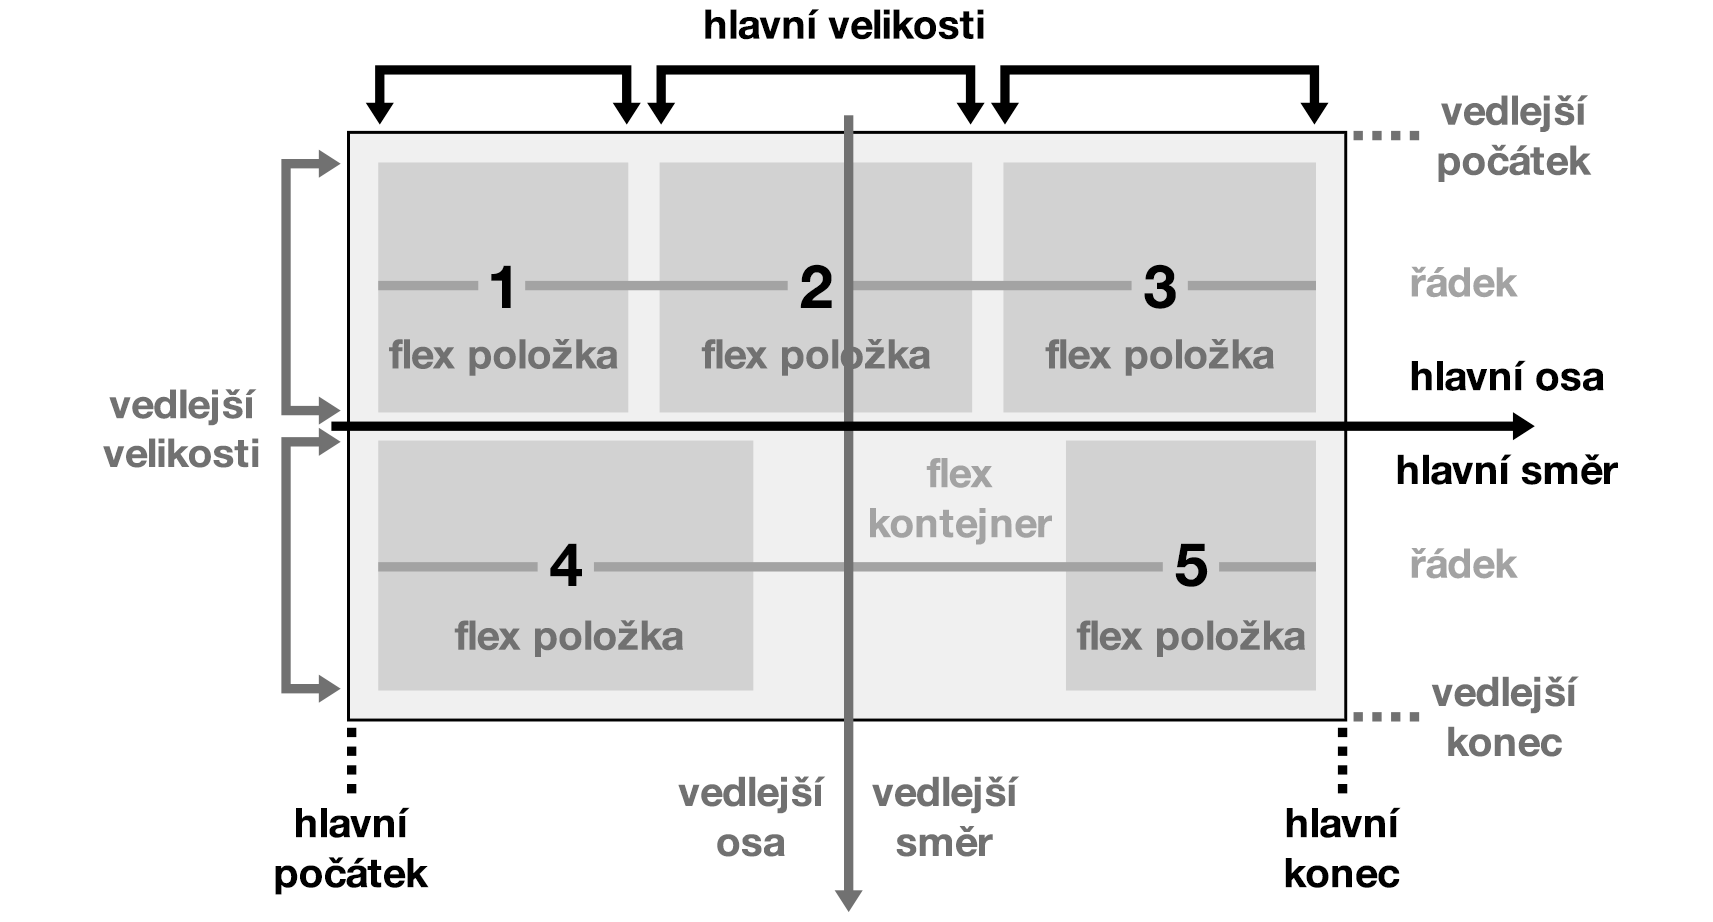 hlavní velikosti
vedlejší
počátek
1
2
3
řádek
flex položka
flex položka
flex položka
hlavní osa
vedlejší
velikosti
hlavní směr
flex
kontejner
4
5
řádek
flex položka
flex položka
vedlejší
konec
vedlejší
osa
vedlejší
směr
hlavní
počátek
hlavní
konec